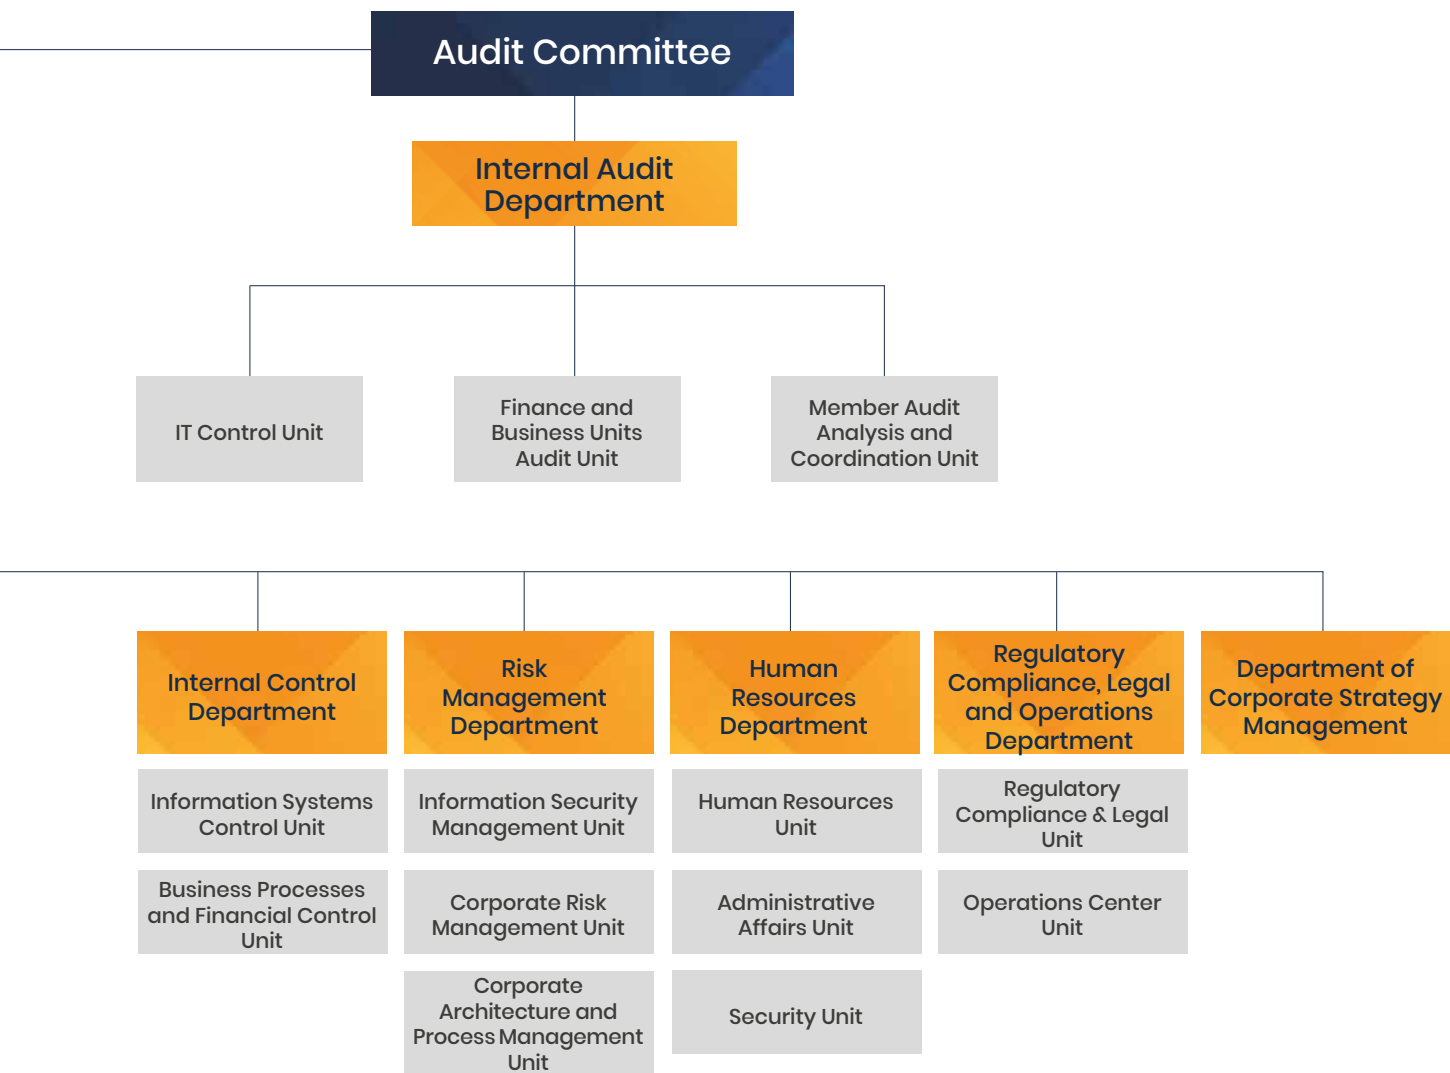 Audit Committee
Internal Audit
Department
IT Control Unit
Finance and
Business Units
Audit Unit
Member Audit
Analysis and
Coordination Unit
Internal Control
Department
Information Systems
Control Unit
Business Processes
and Financial Control
Unit
Risk
Management
Department
Information Security
Management Unit
Corporate Risk
Management Unit
Corporate
Architecture and
Process Management
Unit
Human
Resources
Department
Human Resources
Unit
Administrative
Affairs Unit
Security Unit
Regulatory
Compliance, Legal
and Operations
Department
Regulatory
Compliance & Legal
Unit
Operations Center
Unit
Department of
Corporate Strategy
Management